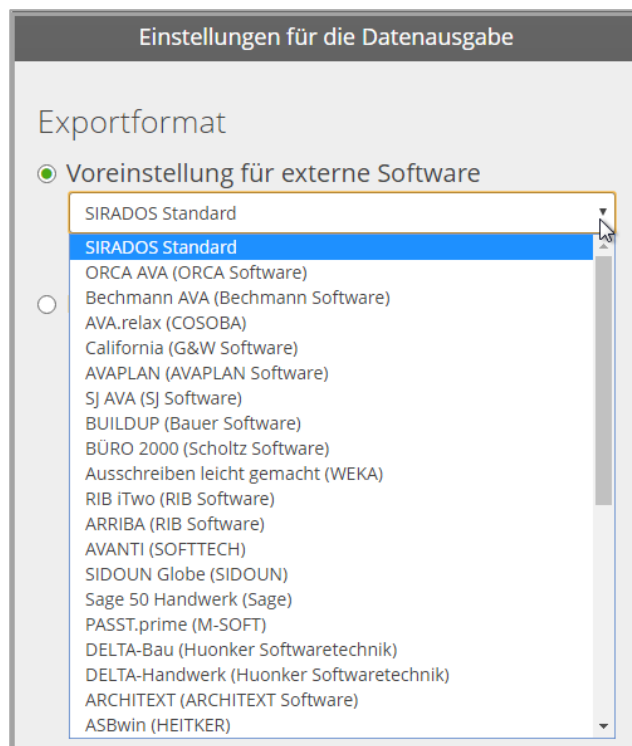 Einstellungen für die Datenausgabe
Exportformat
Voreinstellung für externe Software
SIRADOS Standard
SIRADOS Standard
ORCA AVA (ORCA Software)
Bechmann AVA (Bechmann Software)
AVA.relax (COSOBA)
California (G&W Software)
AVAPLAN (AVAPLAN Software)
SJ AVA (SJ Software)
BUILDUP (Bauer Software)
BÜRO 2000 (Scholtz Software)
Ausschreiben leicht gemacht (WEKA)
RIB iTwo (RIB Software)
ARRIBA (RIB Software)
AVANTI (SOFTTECH)
SIDOUN Globe (SIDOUN)
Sage 50 Handwerk (Sage)
PASST.prime (M-SOFT)
DELTA-Bau (Huonker Softwaretechnik)
DELTA-Handwerk (Huonker Softwaretechnik)
ARCHITEXT (ARCHITEXT Software)
ASBwin (HEITKER)